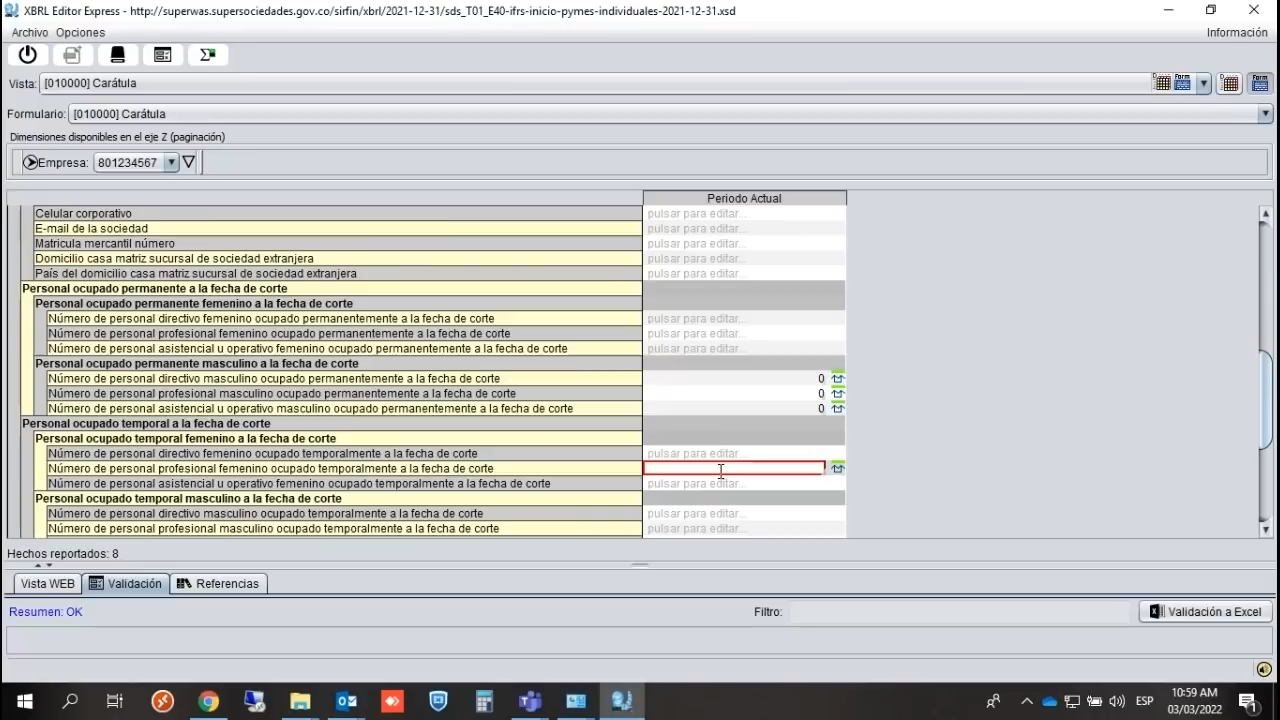 XBRL Editor Express - http://superwas.supersociedades.gov.co/sirfin/xbrl/2021-12-31/sds_T01_E40-ifrs-inicio-pymes-individuales-2021-12-31.xsd
Archivo Opciones Información
Vista: [010000] Carátula Form
Formulario: [010000] Carátula
Dimensiones disponibles en el eje Z (paginación)
Empresa: 801234567
Periodo Actual
Celular corporativo pulsar para editar...
E-mail de la sociedad pulsar para editar...
Matricula mercantil número pulsar para editar...
Domicilio casa matriz sucursal de sociedad extranjera pulsar para editar...
País del domicilio casa matriz sucursal de sociedad extranjera pulsar para editar...
Personal ocupado permanente a la fecha de corte
Personal ocupado permanente femenino a la fecha de corte
Número de personal directivo femenino ocupado permanentemente a la fecha de corte pulsar para editar...
Número de personal profesional femenino ocupado permanentemente a la fecha de corte pulsar para editar...
Número de personal asistencial u operativo femenino ocupado permanentemente a la fecha de corte pulsar para editar...
Personal ocupado permanente masculino a la fecha de corte
Número de personal directivo masculino ocupado permanentemente a la fecha de corte 0
Número de personal profesional masculino ocupado permanentemente a la fecha de corte 0
Número de personal asistencial u operativo masculino ocupado permanentemente a la fecha de corte 0
Personal ocupado temporal a la fecha de corte
Personal ocupado temporal femenino a la fecha de corte
Número de personal directivo femenino ocupado temporalmente a la fecha de corte pulsar para editar...
Número de personal profesional femenino ocupado temporalmente a la fecha de corte
Número de personal asistencial u operativo femenino ocupado temporalmente a la fecha de corte pulsar para editar...
Personal ocupado temporal masculino a la fecha de corte
Número de personal directivo masculino ocupado temporalmente a la fecha de corte pulsar para editar...
Número de personal profesional masculino ocupado temporalmente a la fecha de corte pulsar para editar...
Hechos reportados: 8
Vista WEB Validación Referencias
Resumen: OK Filtro: Validación a Excel
ESP 10:59 AM
03/03/2022 1